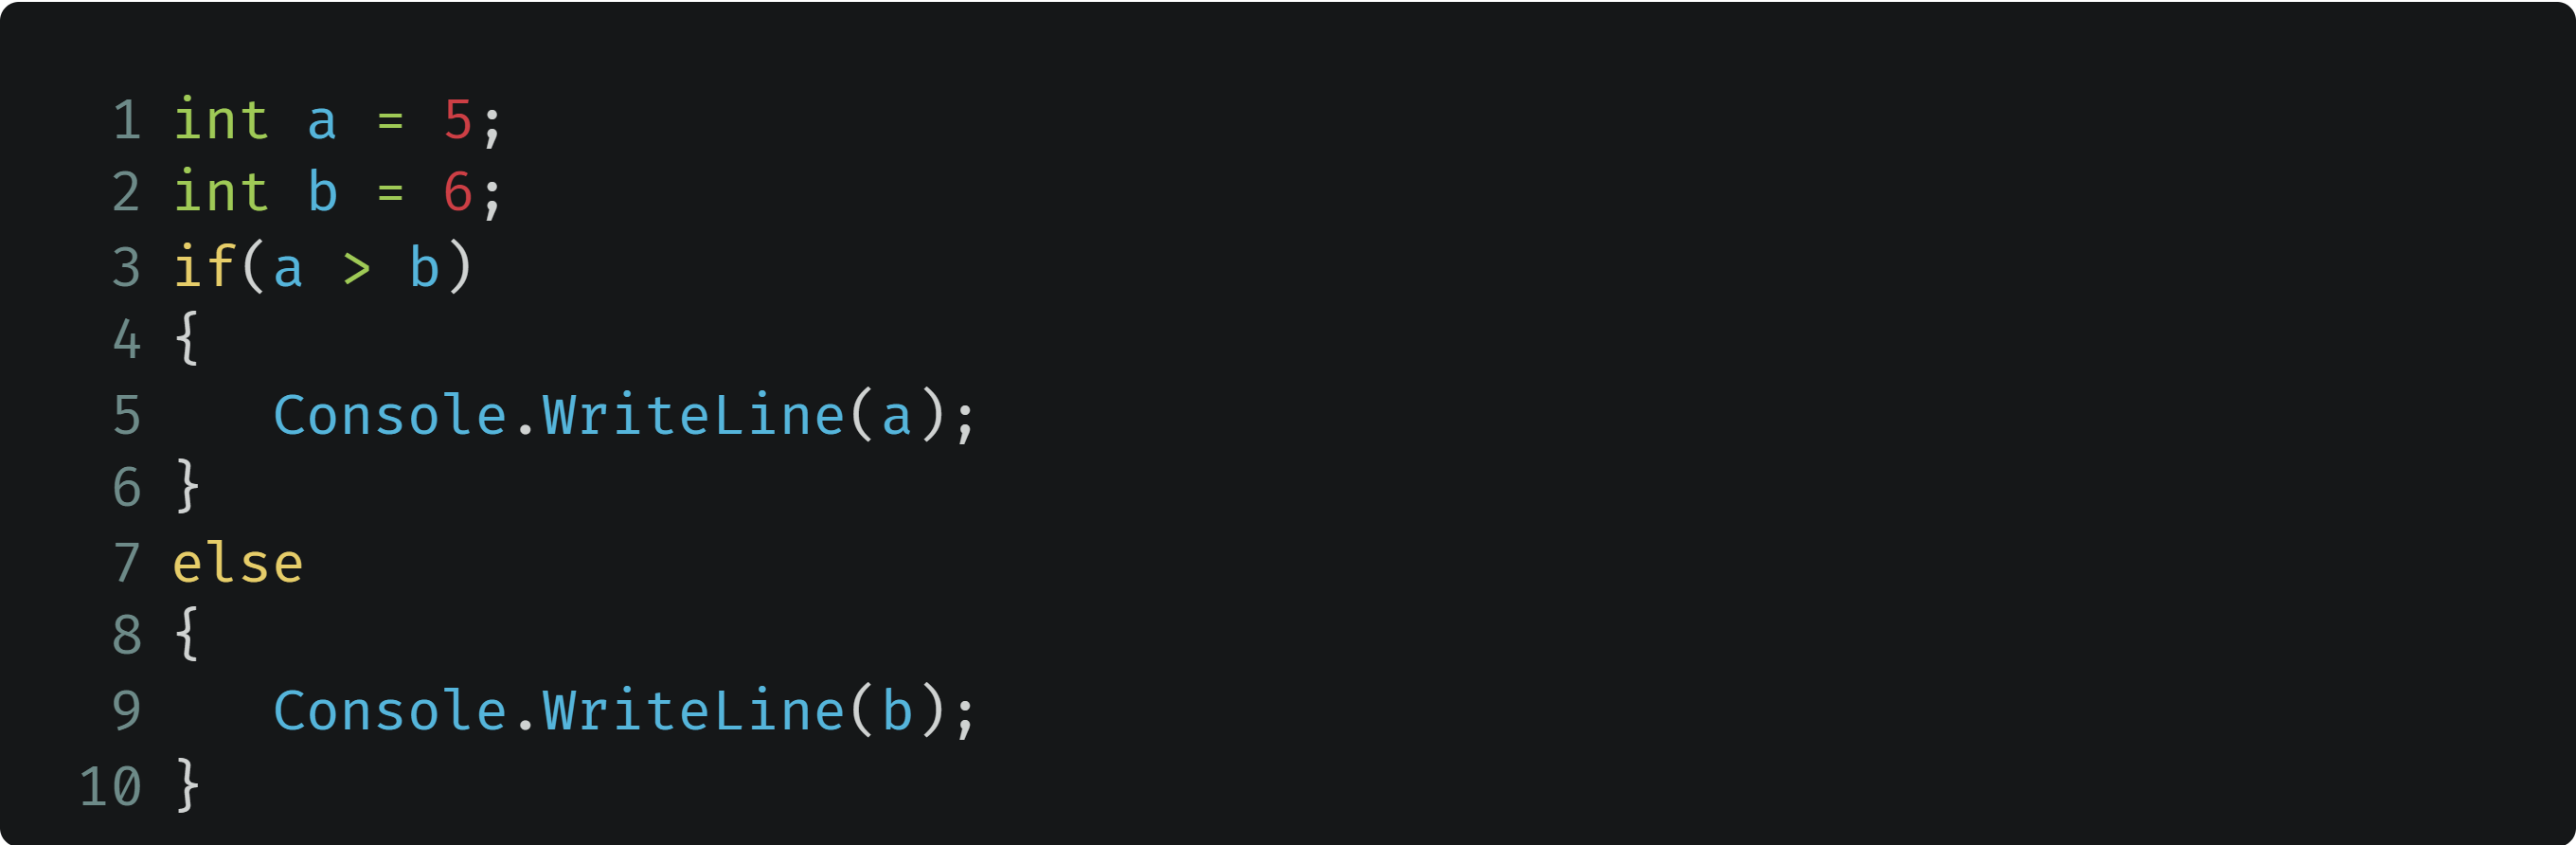 1 int a = 5;
2 int b = 6;
3 if(a > b)
4 {
5    Console.WriteLine(a);
6 }
7 else
8 {
9    Console.WriteLine(b);
10 }